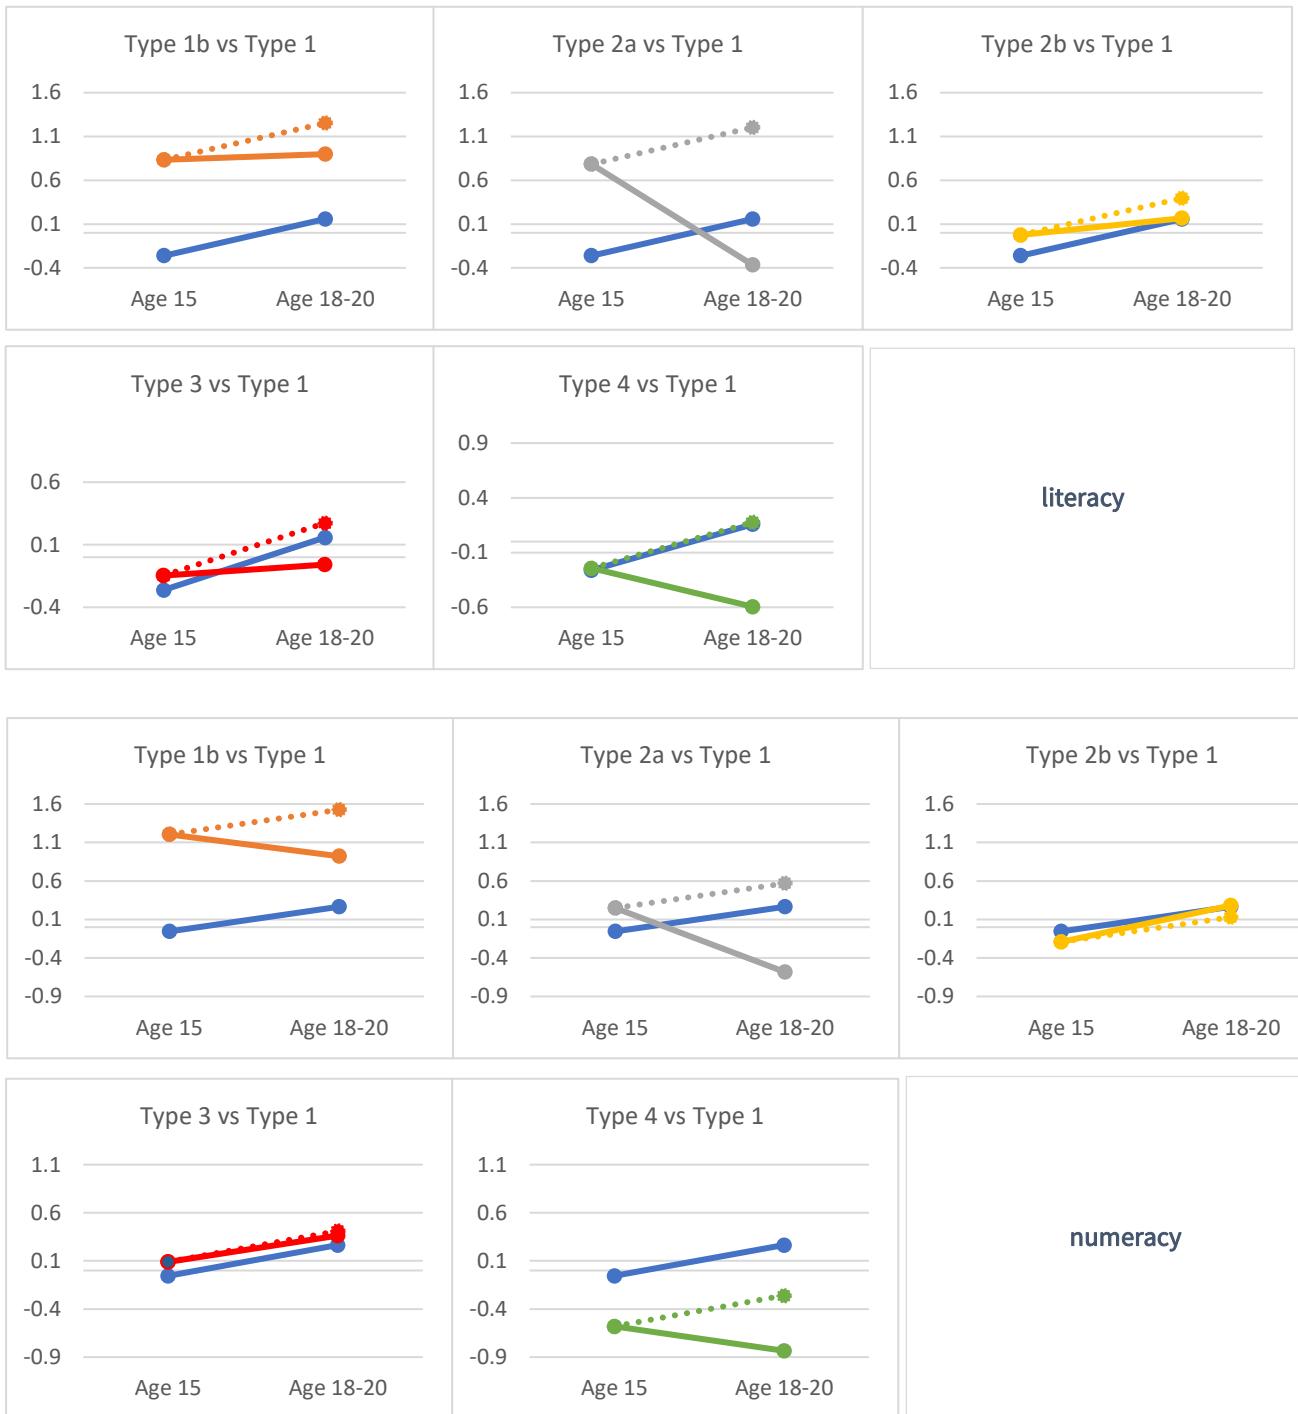 Type 1b vs Type 1
1.6
1.1
0.6
0.1
-0.4
Age 15 Age 18-20
Type 2a vs Type 1
1.6
1.1
0.6
0.1
-0.4
Age 15 Age 18-20
Type 2b vs Type 1
1.6
1.1
0.6
0.1
-0.4
Age 15 Age 18-20
Type 3 vs Type 1
0.6
0.1
-0.4
Age 15 Age 18-20
Type 4 vs Type 1
0.9
0.4
-0.1
-0.6
Age 15 Age 18-20
literacy
Type 1b vs Type 1
1.6
1.1
0.6
0.1
-0.4
-0.9
Age 15 Age 18-20
Type 2a vs Type 1
1.6
1.1
0.6
0.1
-0.4
-0.9
Age 15 Age 18-20
Type 2b vs Type 1
1.6
1.1
0.6
0.1
-0.4
-0.9
Age 15 Age 18-20
Type 3 vs Type 1
1.1
0.6
0.1
-0.4
-0.9
Age 15 Age 18-20
Type 4 vs Type 1
1.1
0.6
0.1
-0.4
-0.9
Age 15 Age 18-20
numeracy